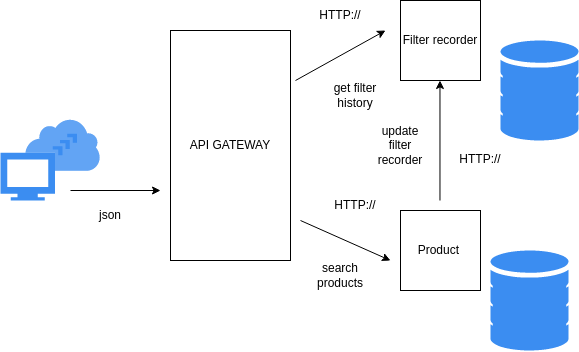 HTTP://
Filter recorder
get filter
history
update
filter
recorder
HTTP://
API GATEWAY
json
HTTP://
Product
search
products